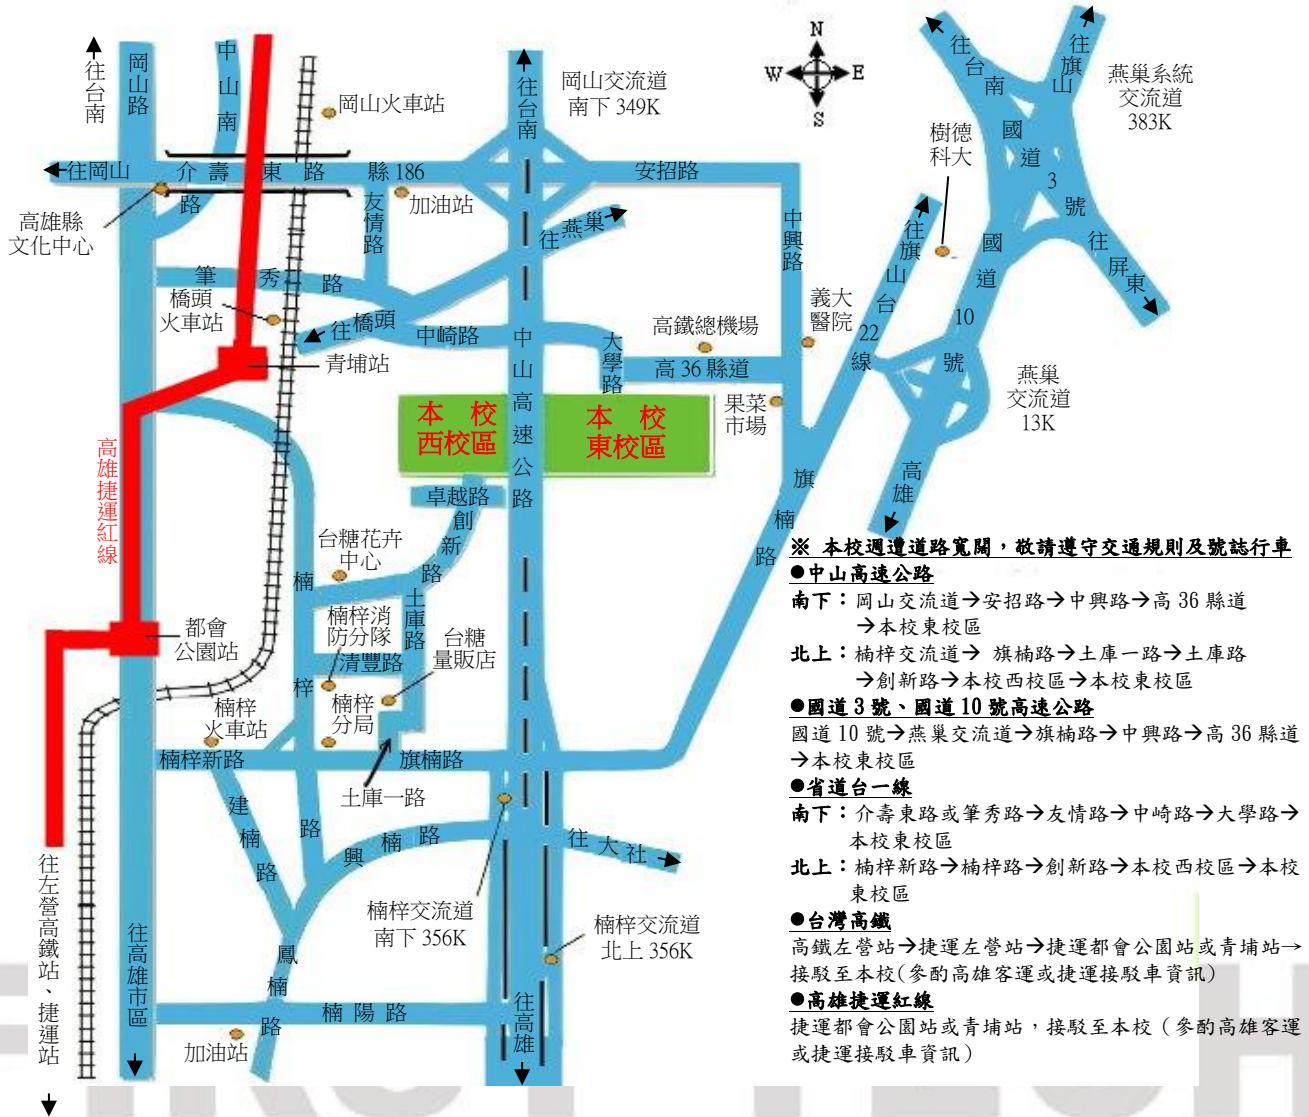 N
W
E
S
往台南
岡山路
中山南路
岡山火車站
往台南
岡山交流道
南下 349K
往台南
往旗山
燕巢系統
交流道
383K
樹德
科大
國道3號
往岡山
介壽東路
縣 186
安招路
高雄縣
文化中心
友情路
加油站
往燕巢
中興路
往旗山
台22線
國道10號
往屏東
筆秀路
橋頭
火車站
往橋頭
中崎路
中山高速公路
大學路
高鐵總機場
義大
醫院
青埔站
高 36 縣道
燕巢
交流道
13K
本 校
西校區
本 校
東校區
果菜
市場
高雄捷運紅線
高雄
旗楠路
卓越路
創新路
台糖花卉
中心
楠梓路
楠梓消
防分隊
土庫路
台糖
量販店
都會
公園站
清豐路
楠梓
火車站
楠梓
分局
楠梓新路
旗楠路
土庫一路
建楠路
興楠路
往大社
往左營高鐵站、捷運站
往高雄市區
楠梓交流道
南下 356K
楠梓交流道
北上 356K
鳳楠路
楠陽路
往高雄
加油站
※ 本校週遭道路寬闊，敬請遵守交通規則及號誌行車
●中山高速公路
南下：岡山交流道→安招路→中興路→高 36 縣道
→本校東校區
北上：楠梓交流道→ 旗楠路→土庫一路→土庫路
→創新路→本校西校區→本校東校區
●國道 3 號、國道 10 號高速公路
國道 10 號→燕巢交流道→旗楠路→中興路→高 36 縣道
→本校東校區
●省道台一線
南下：介壽東路或筆秀路→友情路→中崎路→大學路→
本校東校區
北上：楠梓新路→楠梓路→創新路→本校西校區→本校
東校區
●台灣高鐵
高鐵左營站→捷運左營站→捷運都會公園站或青埔站→
接駁至本校(參酌高雄客運或捷運接駁車資訊)
●高雄捷運紅線
捷運都會公園站或青埔站，接駁至本校（參酌高雄客運
或捷運接駁車資訊）